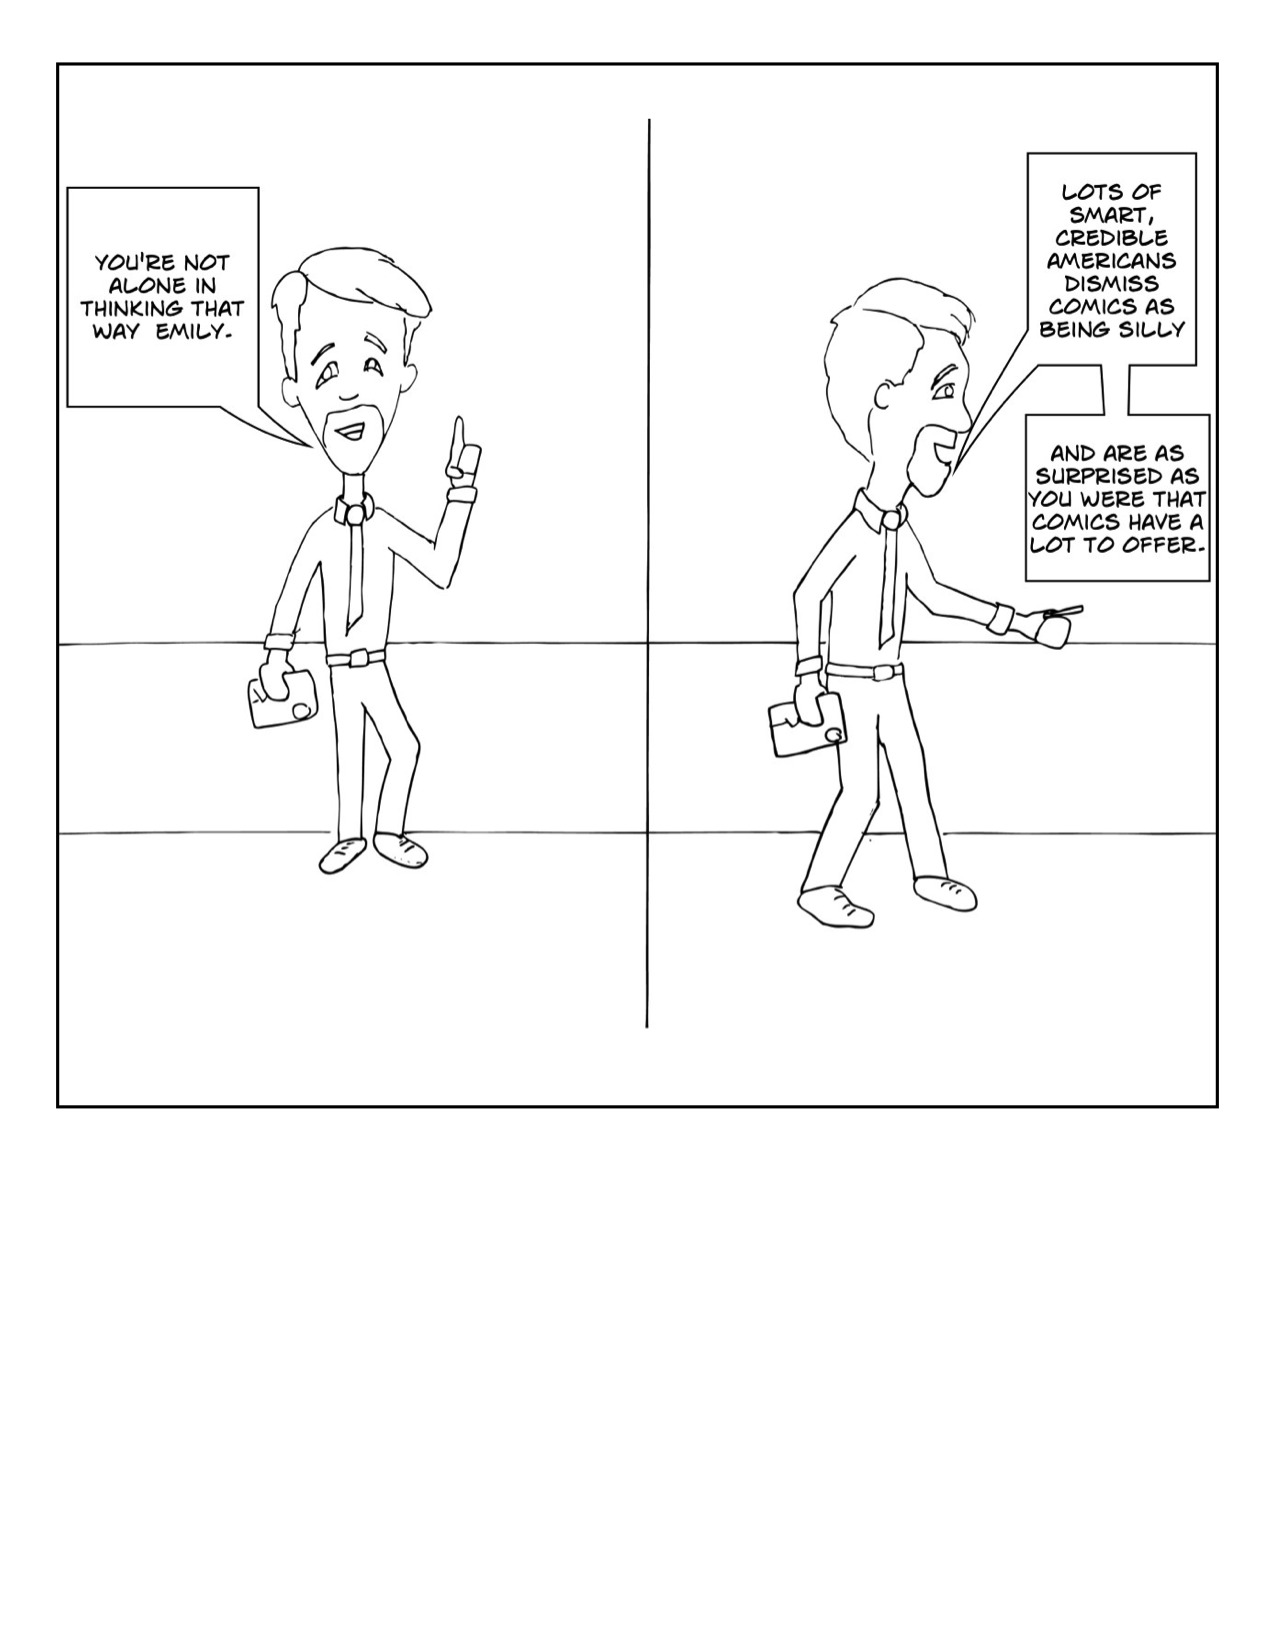 YOU'RE NOT
ALONE IN
THINKING THAT
WAY EMILY.
LOTS OF
SMART,
CREDIBLE
AMERICANS
DISMISS
COMICS AS
BEING SILLY
AND ARE AS
SURPRISED AS
YOU WERE THAT
COMICS HAVE A
LOT TO OFFER.